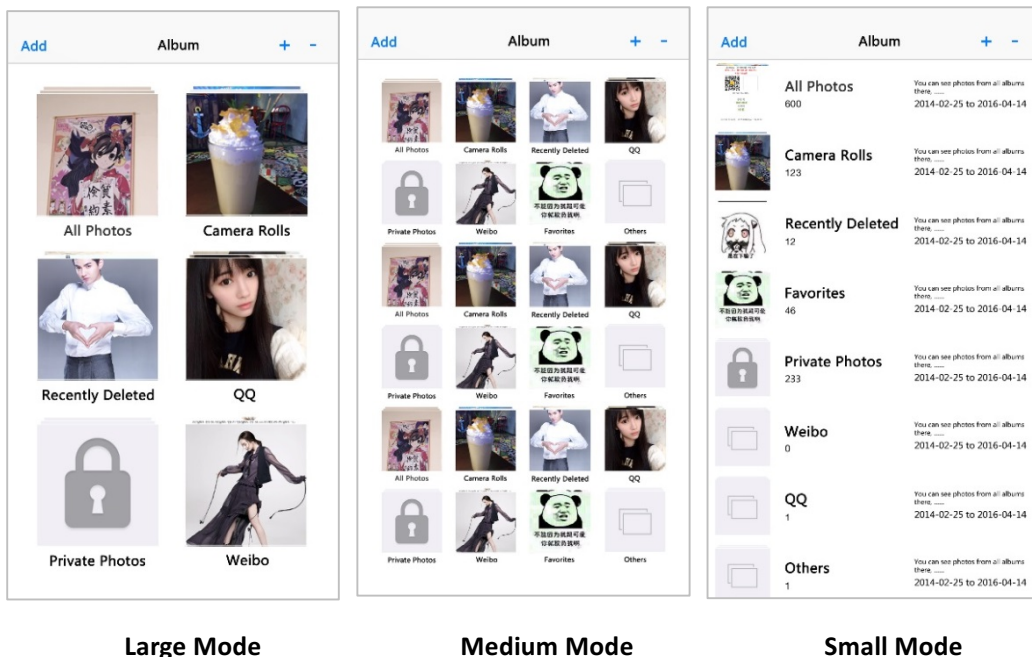 Add Album + -
All Photos Camera Rolls
Recently Deleted QQ
Private Photos Weibo
Large Mode
Add Album + -
All Photos Camera Rolls Recently Deleted QQ
Private Photos Weibo Favorites Others
All Photos Camera Rolls Recently Deleted QQ
Private Photos Weibo Favorites Others
All Photos Camera Rolls Recently Deleted QQ
Private Photos Weibo Favorites Others
Medium Mode
Add Album + -
All Photos
600
You can see photos from all albums
there, ......
2014-02-25 to 2016-04-14
Camera Rolls
123
You can see photos from all albums
there, ......
2014-02-25 to 2016-04-14
Recently Deleted
12
You can see photos from all albums
there, ......
2014-02-25 to 2016-04-14
Favorites
46
You can see photos from all albums
there, ......
2014-02-25 to 2016-04-14
Private Photos
233
You can see photos from all albums
there, ......
2014-02-25 to 2016-04-14
Weibo
0
You can see photos from all albums
there, ......
2014-02-25 to 2016-04-14
QQ
1
You can see photos from all albums
there, ......
2014-02-25 to 2016-04-14
Others
1
You can see photos from all albums
there, ......
2014-02-25 to 2016-04-14
Small Mode